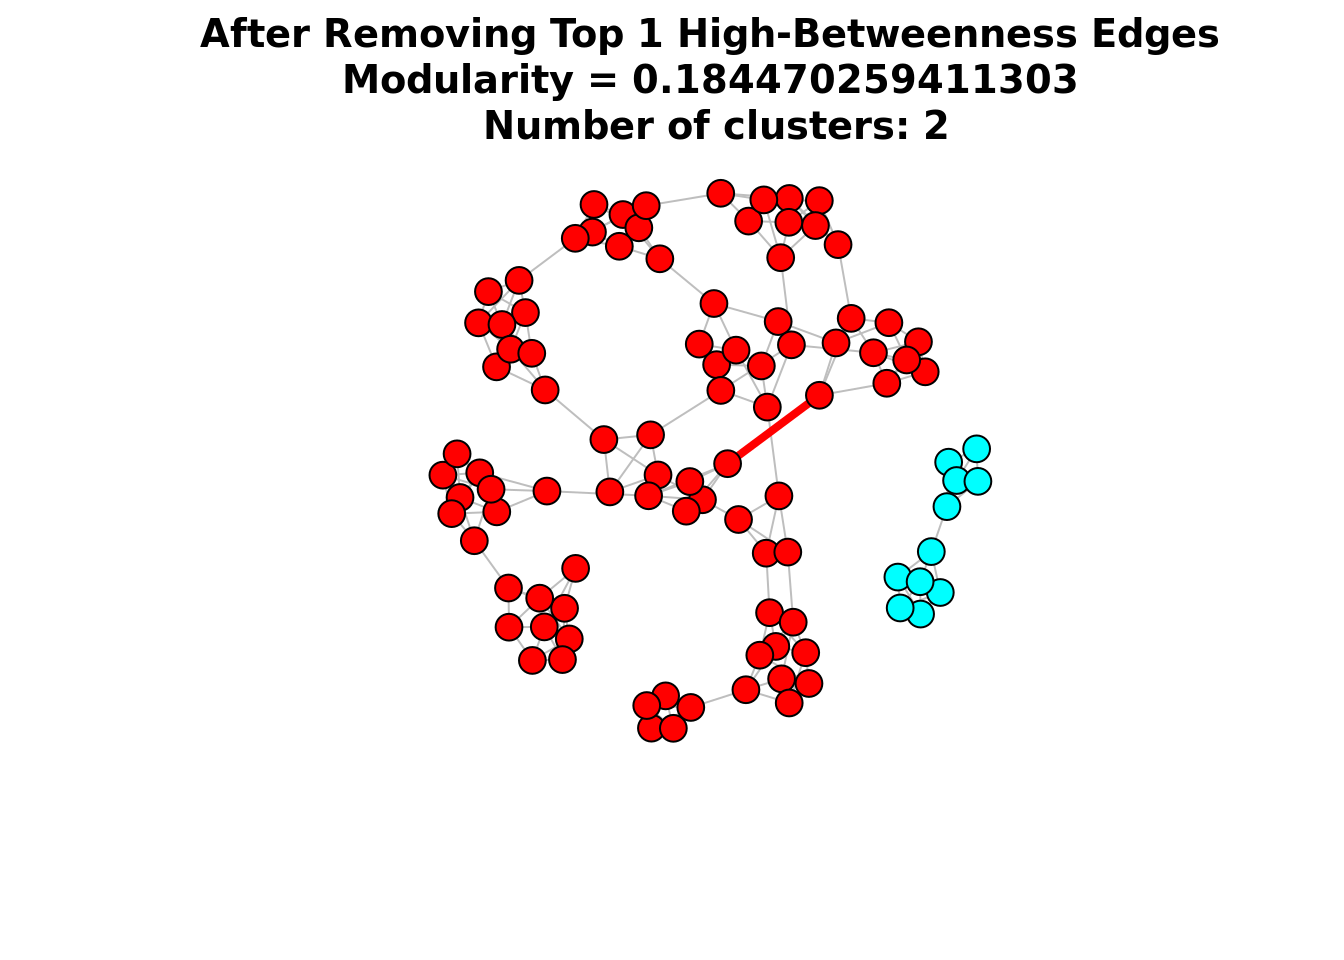 After Removing Top 1 High-Betweenness Edges
Modularity = 0.184470259411303
Number of clusters: 2